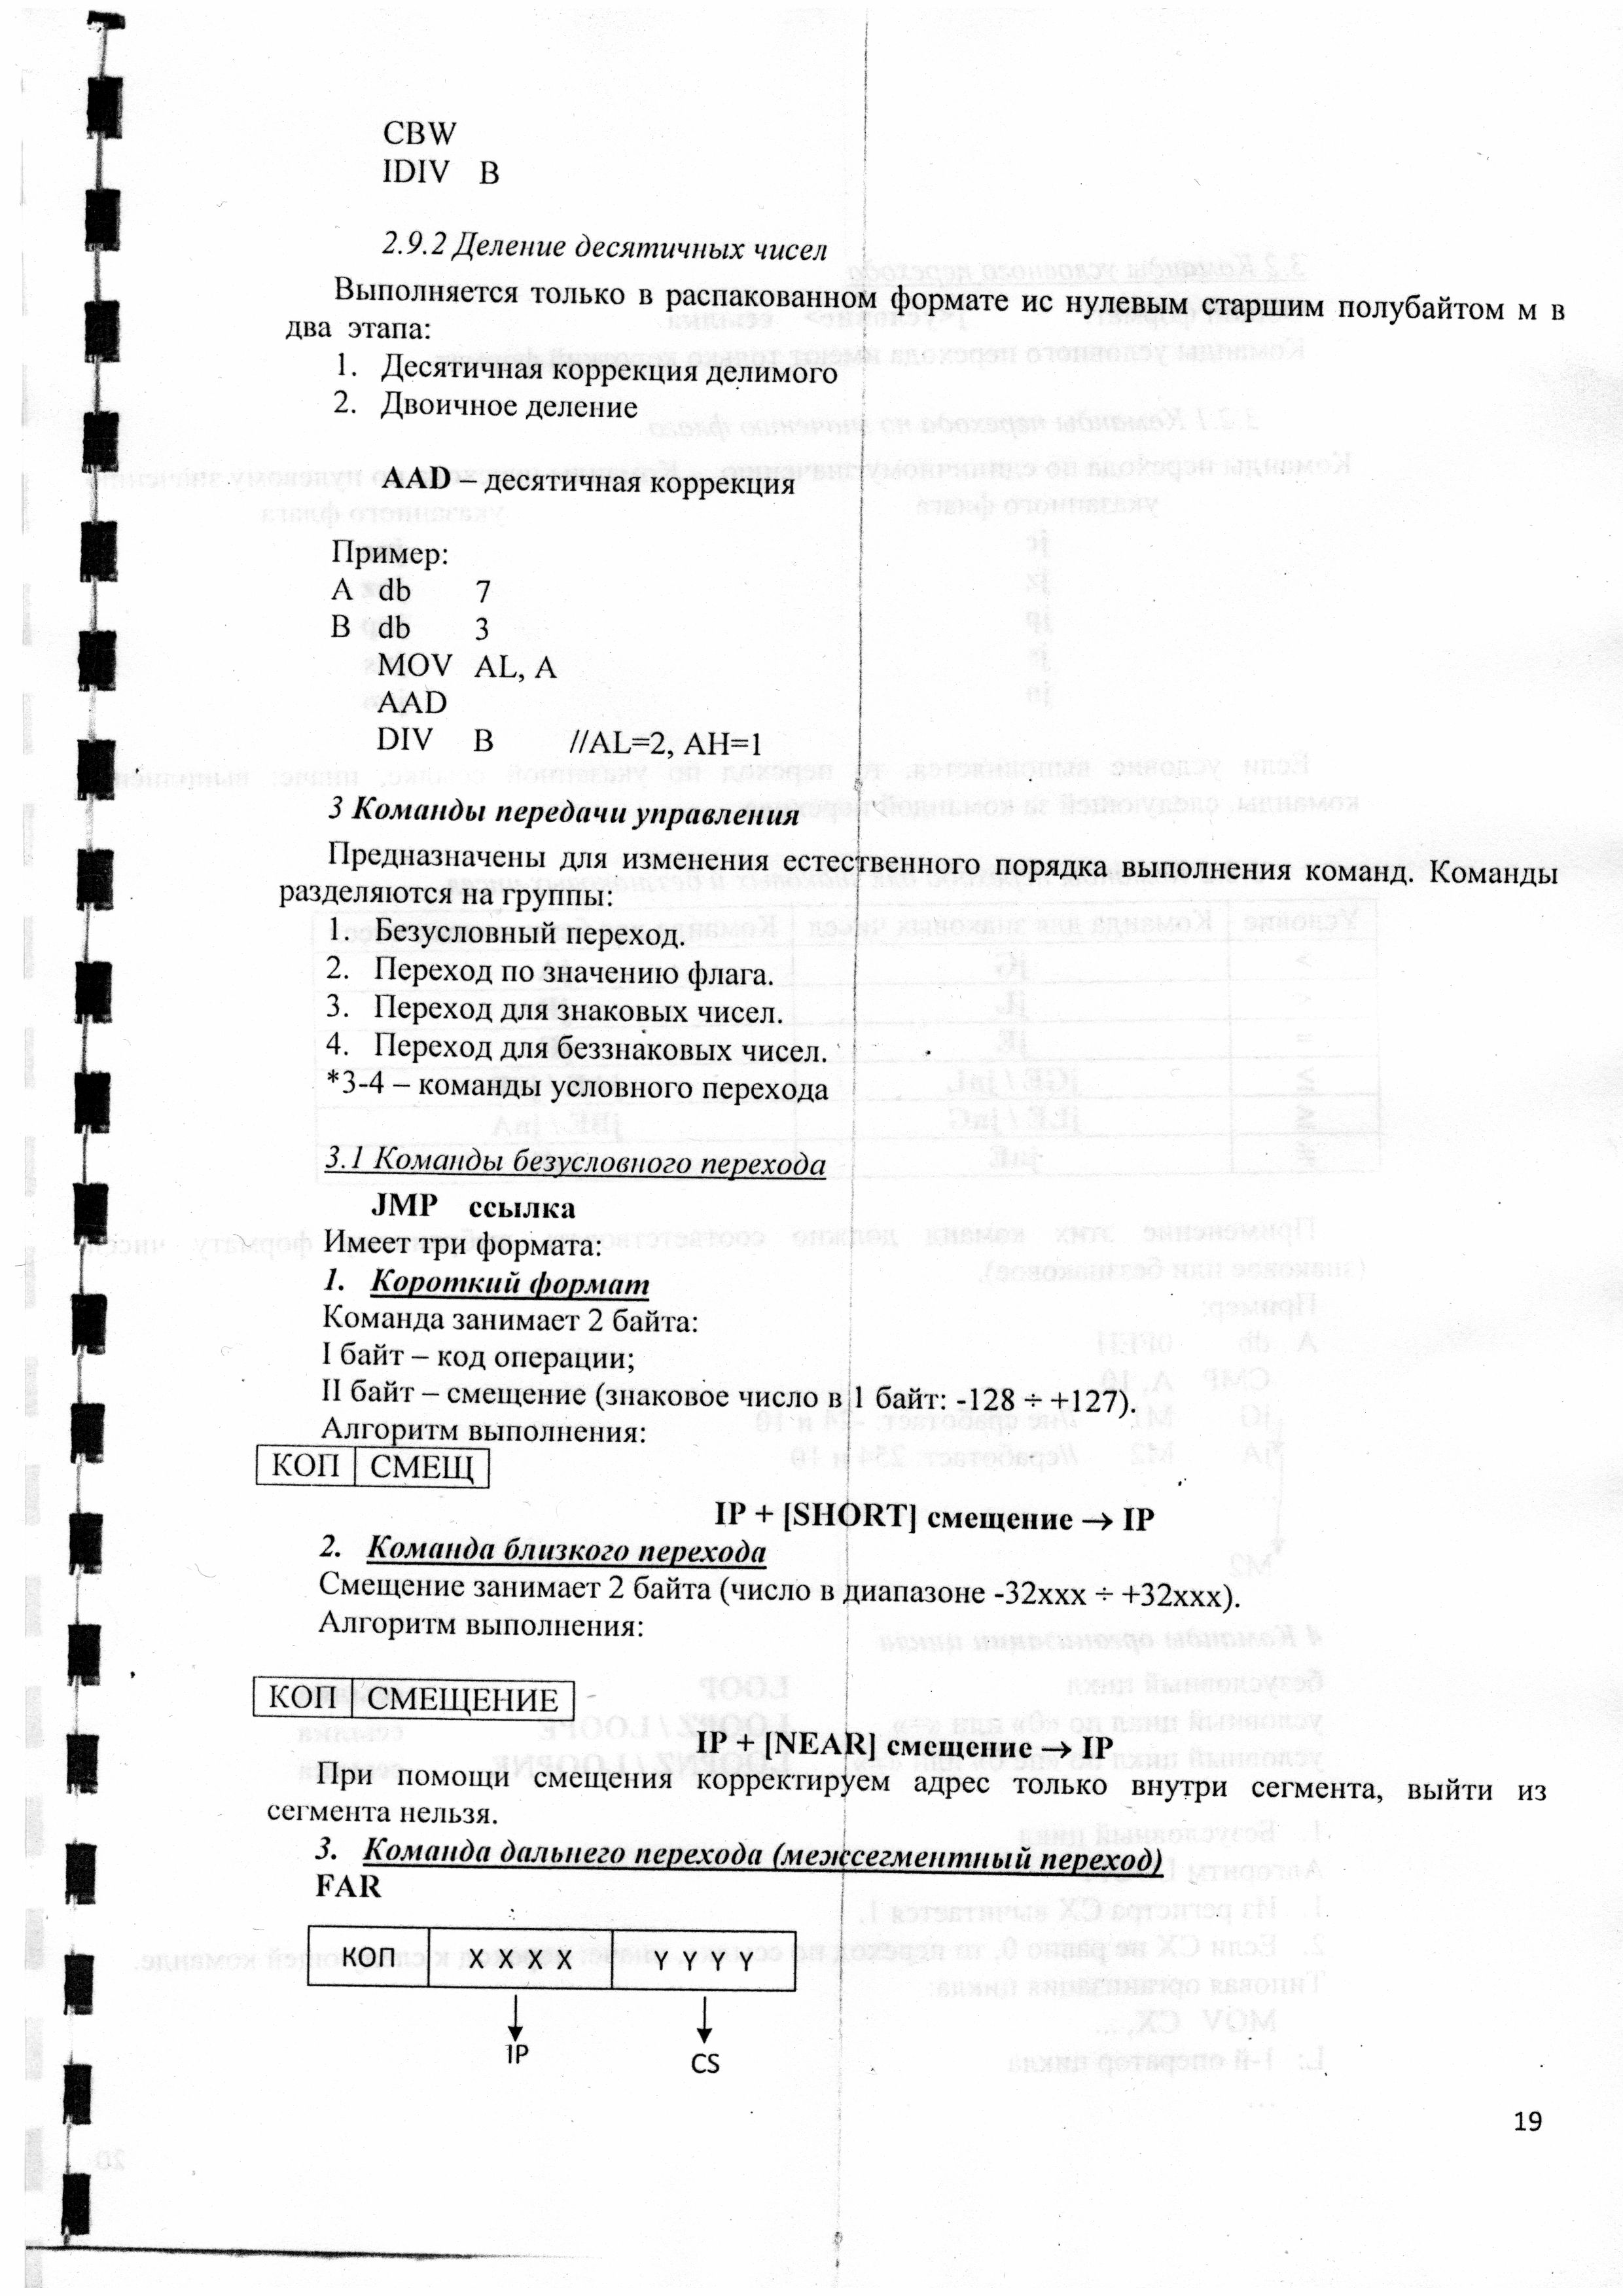 CBW
IDIV B
2.9.2 Деление десятичных чисел
Выполняется только в распакованном формате ис нулевым старшим полубайтом м в
два этапа:
1. Десятичная коррекция делимого
2. Двоичное деление
AAD – десятичная коррекция
Пример:
A db 7
B db 3
MOV AL, A
AAD
DIV B //AL=2, AH=1
3 Команды передачи управления
Предназначены для изменения естественного порядка выполнения команд. Команды
разделяются на группы:
1. Безусловный переход.
2. Переход по значению флага.
3. Переход для знаковых чисел.
4. Переход для беззнаковых чисел.
*3-4 – команды условного перехода
3.1 Команды безусловного перехода
JMP ссылка
Имеет три формата:
1. Короткий формат
Команда занимает 2 байта:
I байт – код операции;
II байт – смещение (знаковое число в 1 байт: -128 ÷ +127).
Алгоритм выполнения:
КОП СМЕЩ
IP + [SHORT] смещение → IP
2. Команда близкого перехода
Смещение занимает 2 байта (число в диапазоне -32xxx ÷ +32xxx).
Алгоритм выполнения:
КОП СМЕЩЕНИЕ
IP + [NEAR] смещение → IP
При помощи смещения корректируем адрес только внутри сегмента, выйти из
сегмента нельзя.
3. Команда дальнего перехода (межсегментный переход)
FAR
КОП X X X X Y Y Y Y
IP CS
19